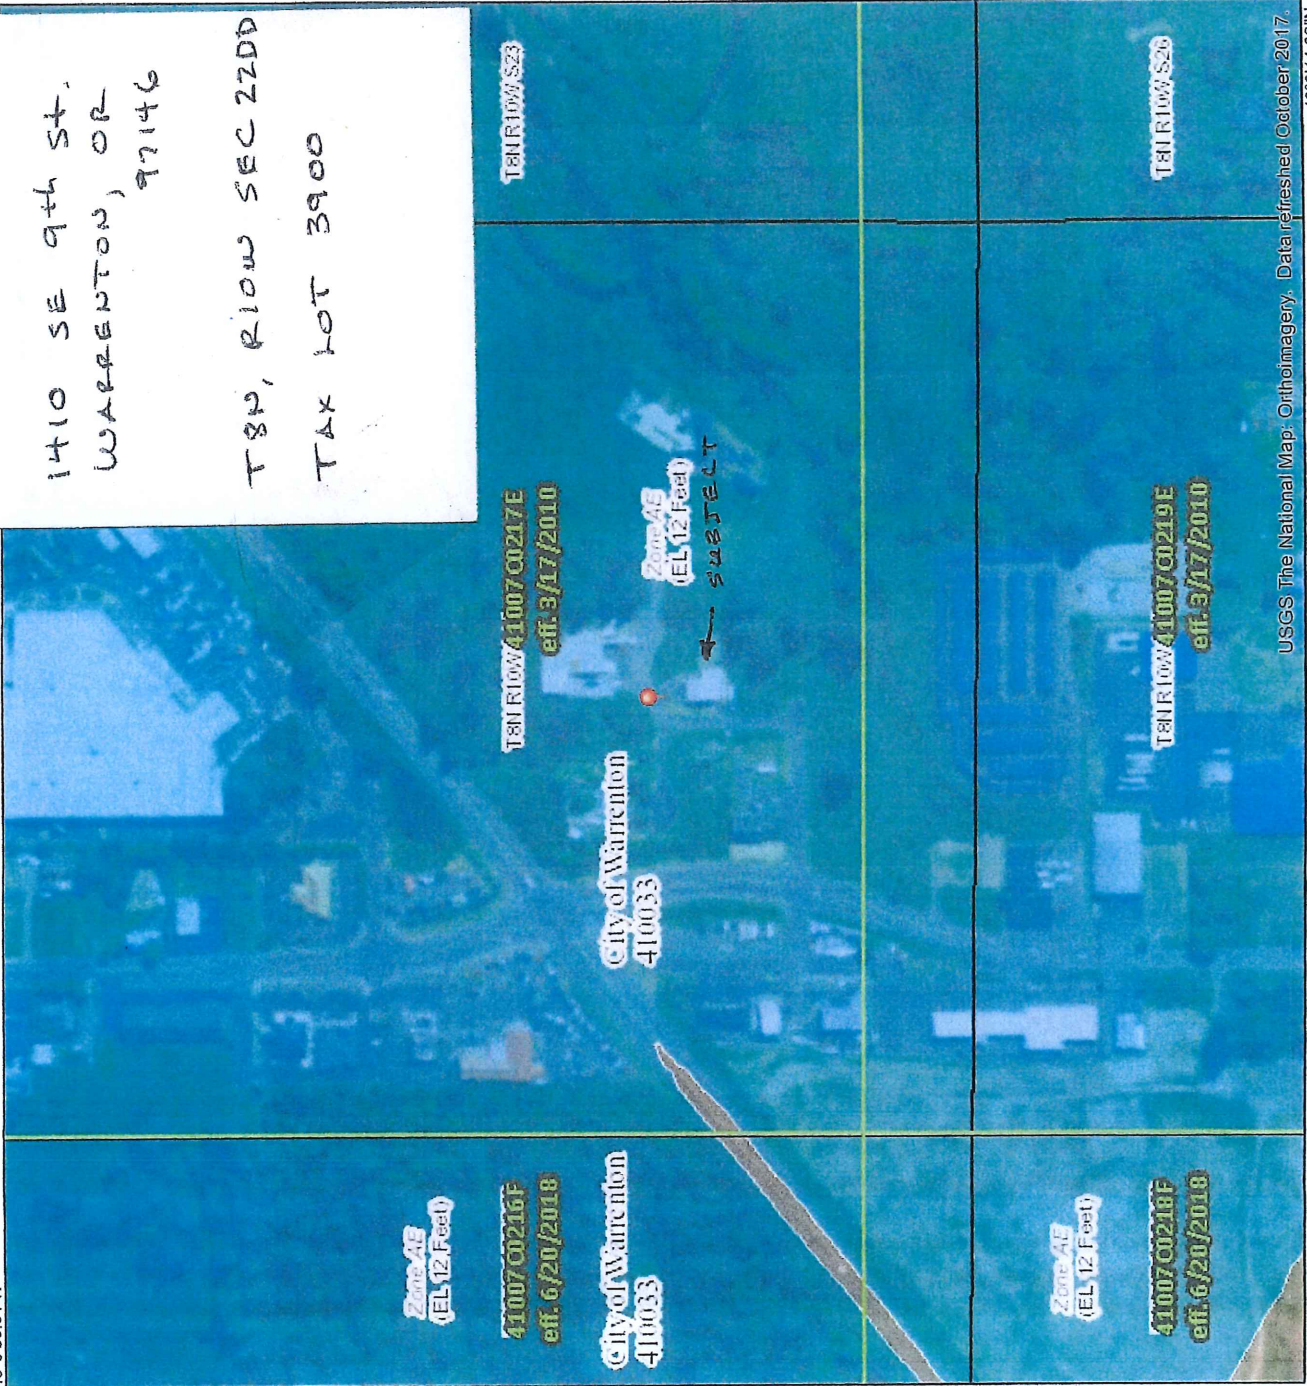 1410 SE 9th St.
WARRENTON, OR
97146
T8N, R10W SEC 22DD
TAX LOT 3900
T8N R10W S23
T8N R10W S26
41007C0217E
eff. 3/17/2010
T8N R10W
Zone AE
(EL 12 Feet)
← SUBJECT
City of Warrenton
410033
T8N R10W
41007C0219E
eff. 3/17/2010
Zone AE
(EL 12 Feet)
41007C0216F
eff. 6/20/2018
City of Warrenton
410033
Zone AE
(EL 12 Feet)
41007C0218F
eff. 6/20/2018
USGS The National Map: Orthoimagery. Data refreshed October 2017.